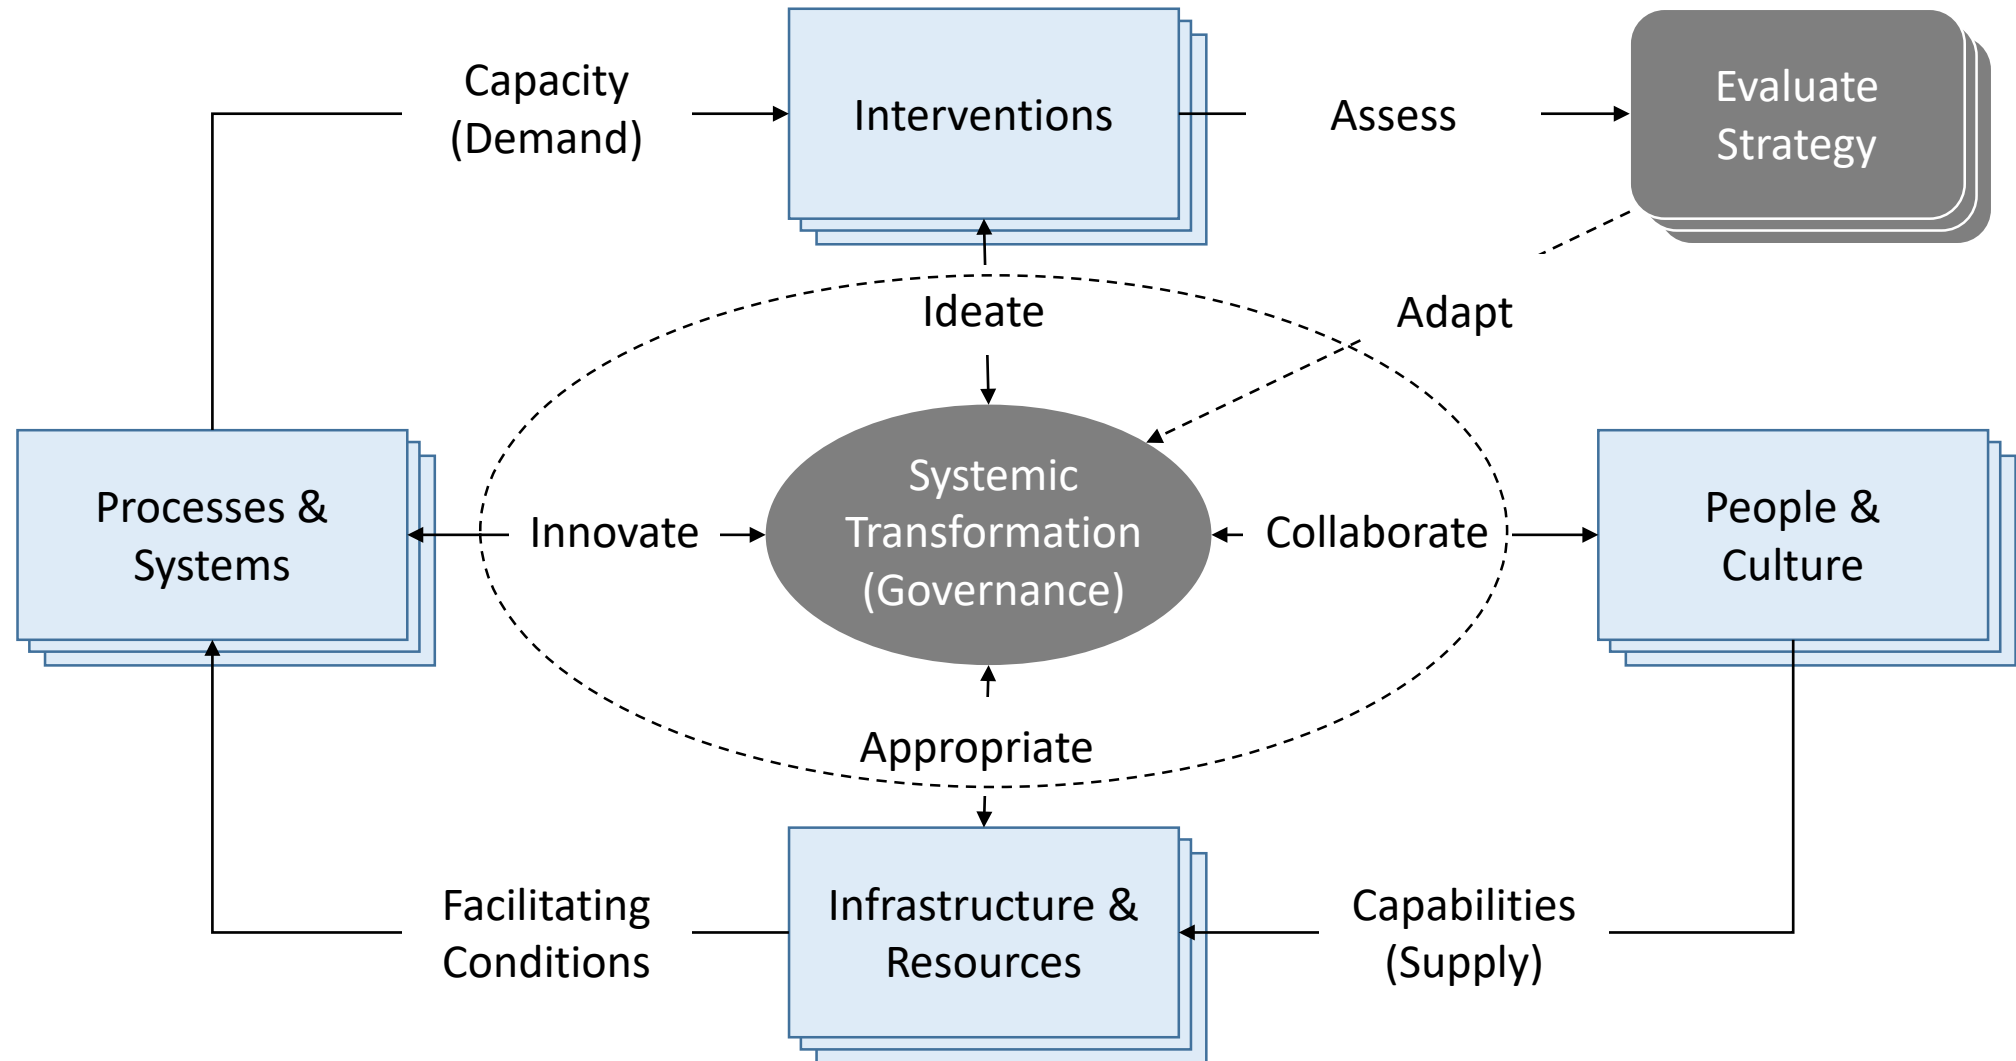 Capacity
(Demand)
Interventions
Assess
Evaluate
Strategy
Ideate
Adapt
Processes &
Systems
Innovate
Systemic
Transformation
(Governance)
Collaborate
People &
Culture
Appropriate
Facilitating
Conditions
Infrastructure &
Resources
Capabilities
(Supply)